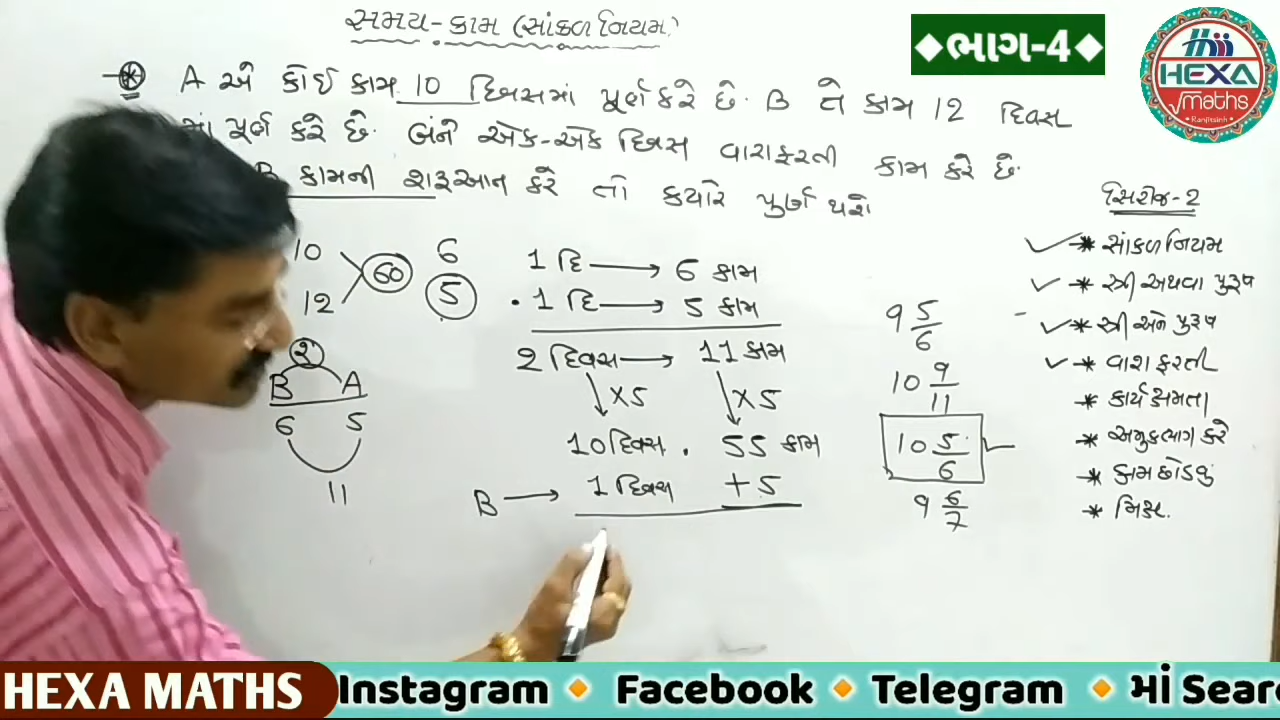 સમય-કામ (સાંકળ નિયમ)
◆ભાગ-4◆
HEXA
Maths
Ranjitsinh
* A એ કોઈ કામ 10 દિવસમાં પૂર્ણ કરે છે. B તે કામ 12 દિવસ
માં પૂર્ણ કરે છે. બંને એક-એક દિવસ વારાફરતી કામ કરે છે.
B કામની શરૂઆત કરે તો ક્યારે પૂર્ણ થશે
10
12
60
6
5
2
B A
6 5
11
1 દિ → 6 કામ
1 દિ → 5 કામ
2 દિવસ → 11 કામ
×5 ×5
10 દિવસ . 55 કામ
B → 1 દિવસ +5
9 5/6
10 9/11
10 5/6
9 6/7
સિરીજ-2
* સાંકળ નિયમ
* સ્ત્રી અથવા પુરૂષ
* સ્ત્રી અને પુરૂષ
* વારા ફરતી
* કાર્યક્ષમતા
* અમુકભાગ કરે
* કામ છોડવું
* મિક્સ.
HEXA MATHS Instagram 🔸 Facebook 🔸 Telegram 🔸 માં Sear